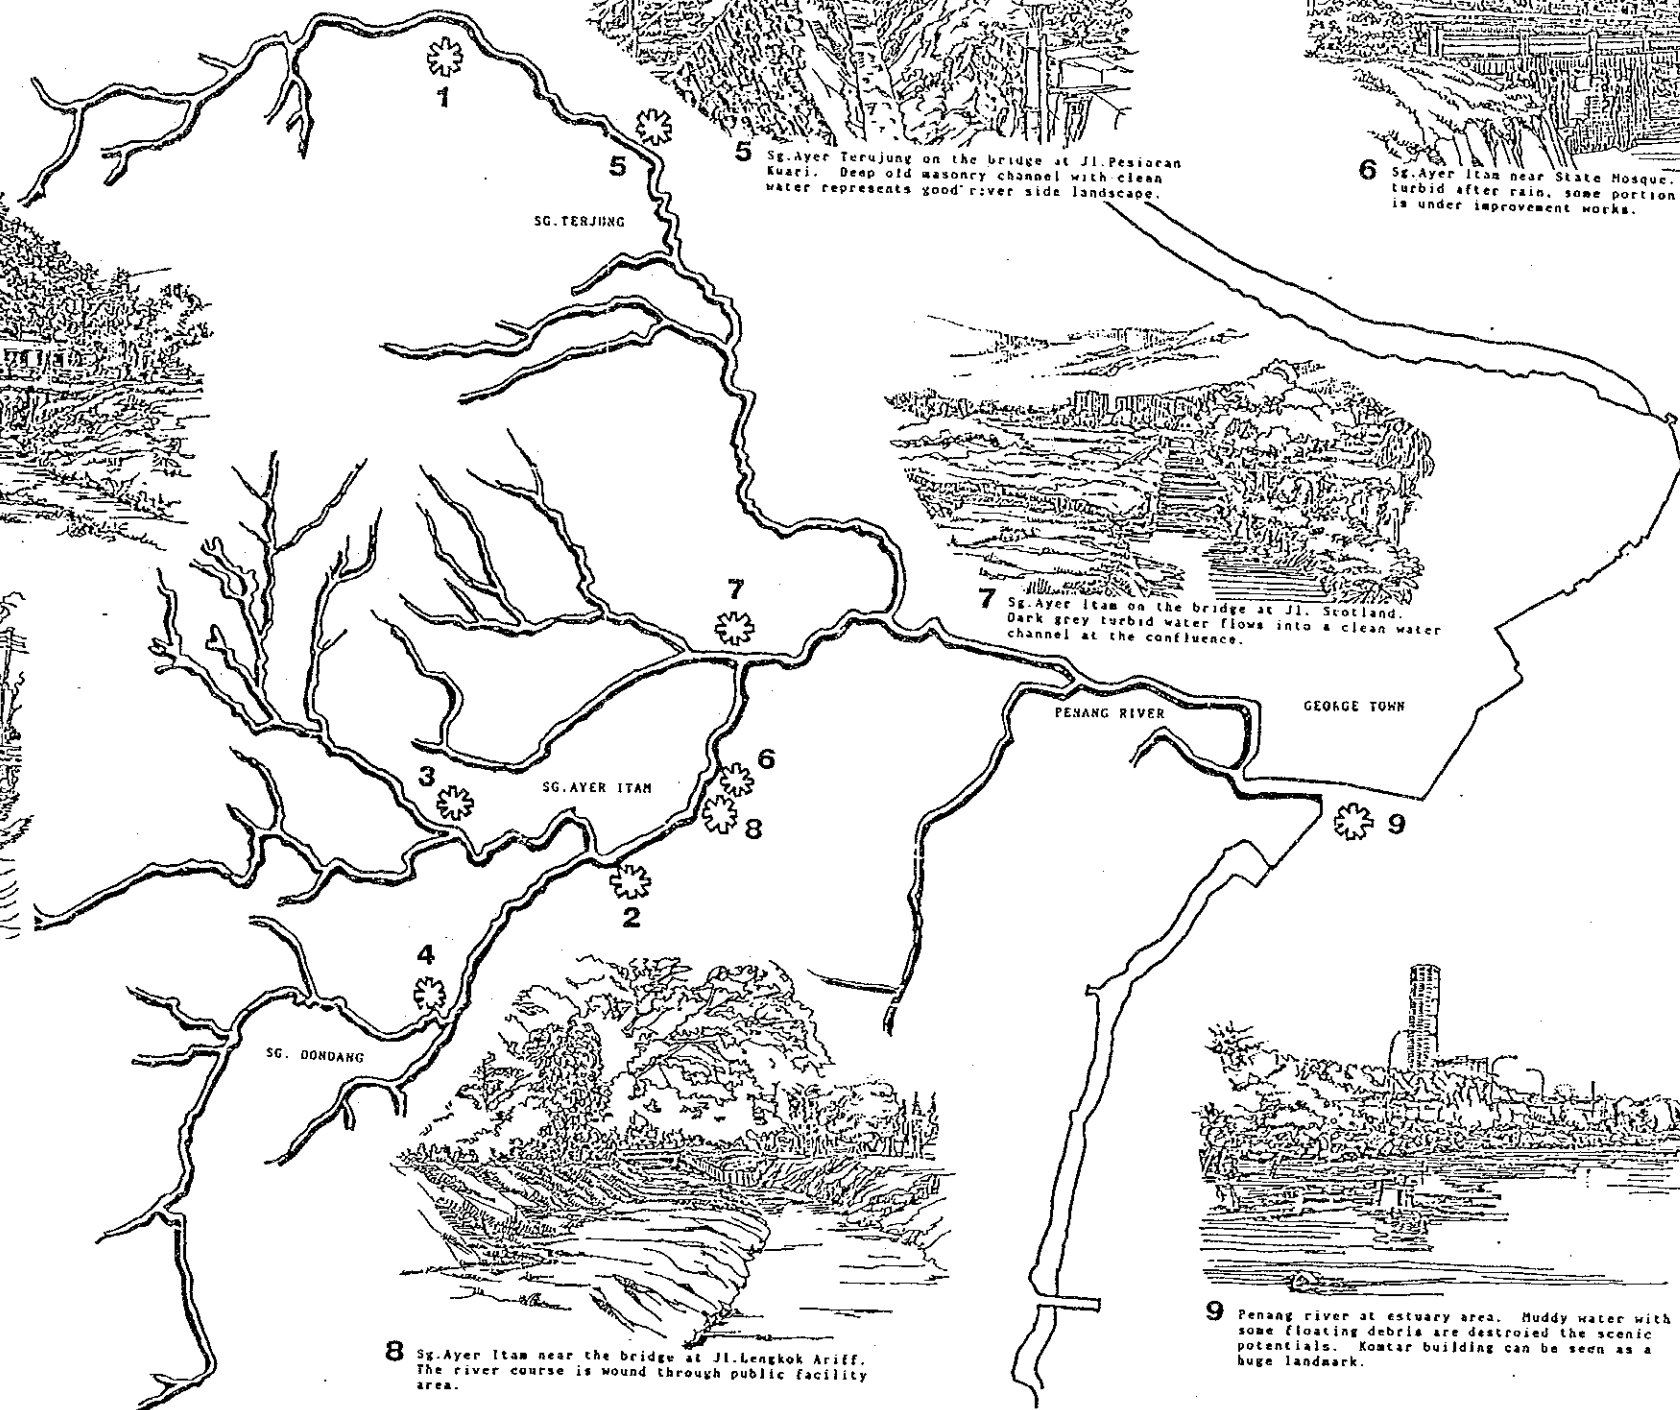 1
5
5 Sg.Ayer Terujung on the bridge at Jl.Pesiaran
Kuari. Deep old masonry channel with clean
water represents good river side landscape.
6 Sg.Ayer Itam near State Mosque.
turbid after rain, some portion
is under improvement works.
SG.TERJUNG
7
7 Sg.Ayer Itam on the bridge at Jl. Scotland.
Dark grey turbid water flows into a clean water
channel at the confluence.
PENANG RIVER
GEORGE TOWN
3
SG.AYER ITAM
6
8
9
2
4
SG. DONDANG
8 Sg.Ayer Itam near the bridge at Jl.Lengkok Ariff.
The river course is wound through public facility
area.
9 Penang river at estuary area. Muddy water with
some floating debris are destroied the scenic
potentials. Komtar building can be seen as a
huge landmark.